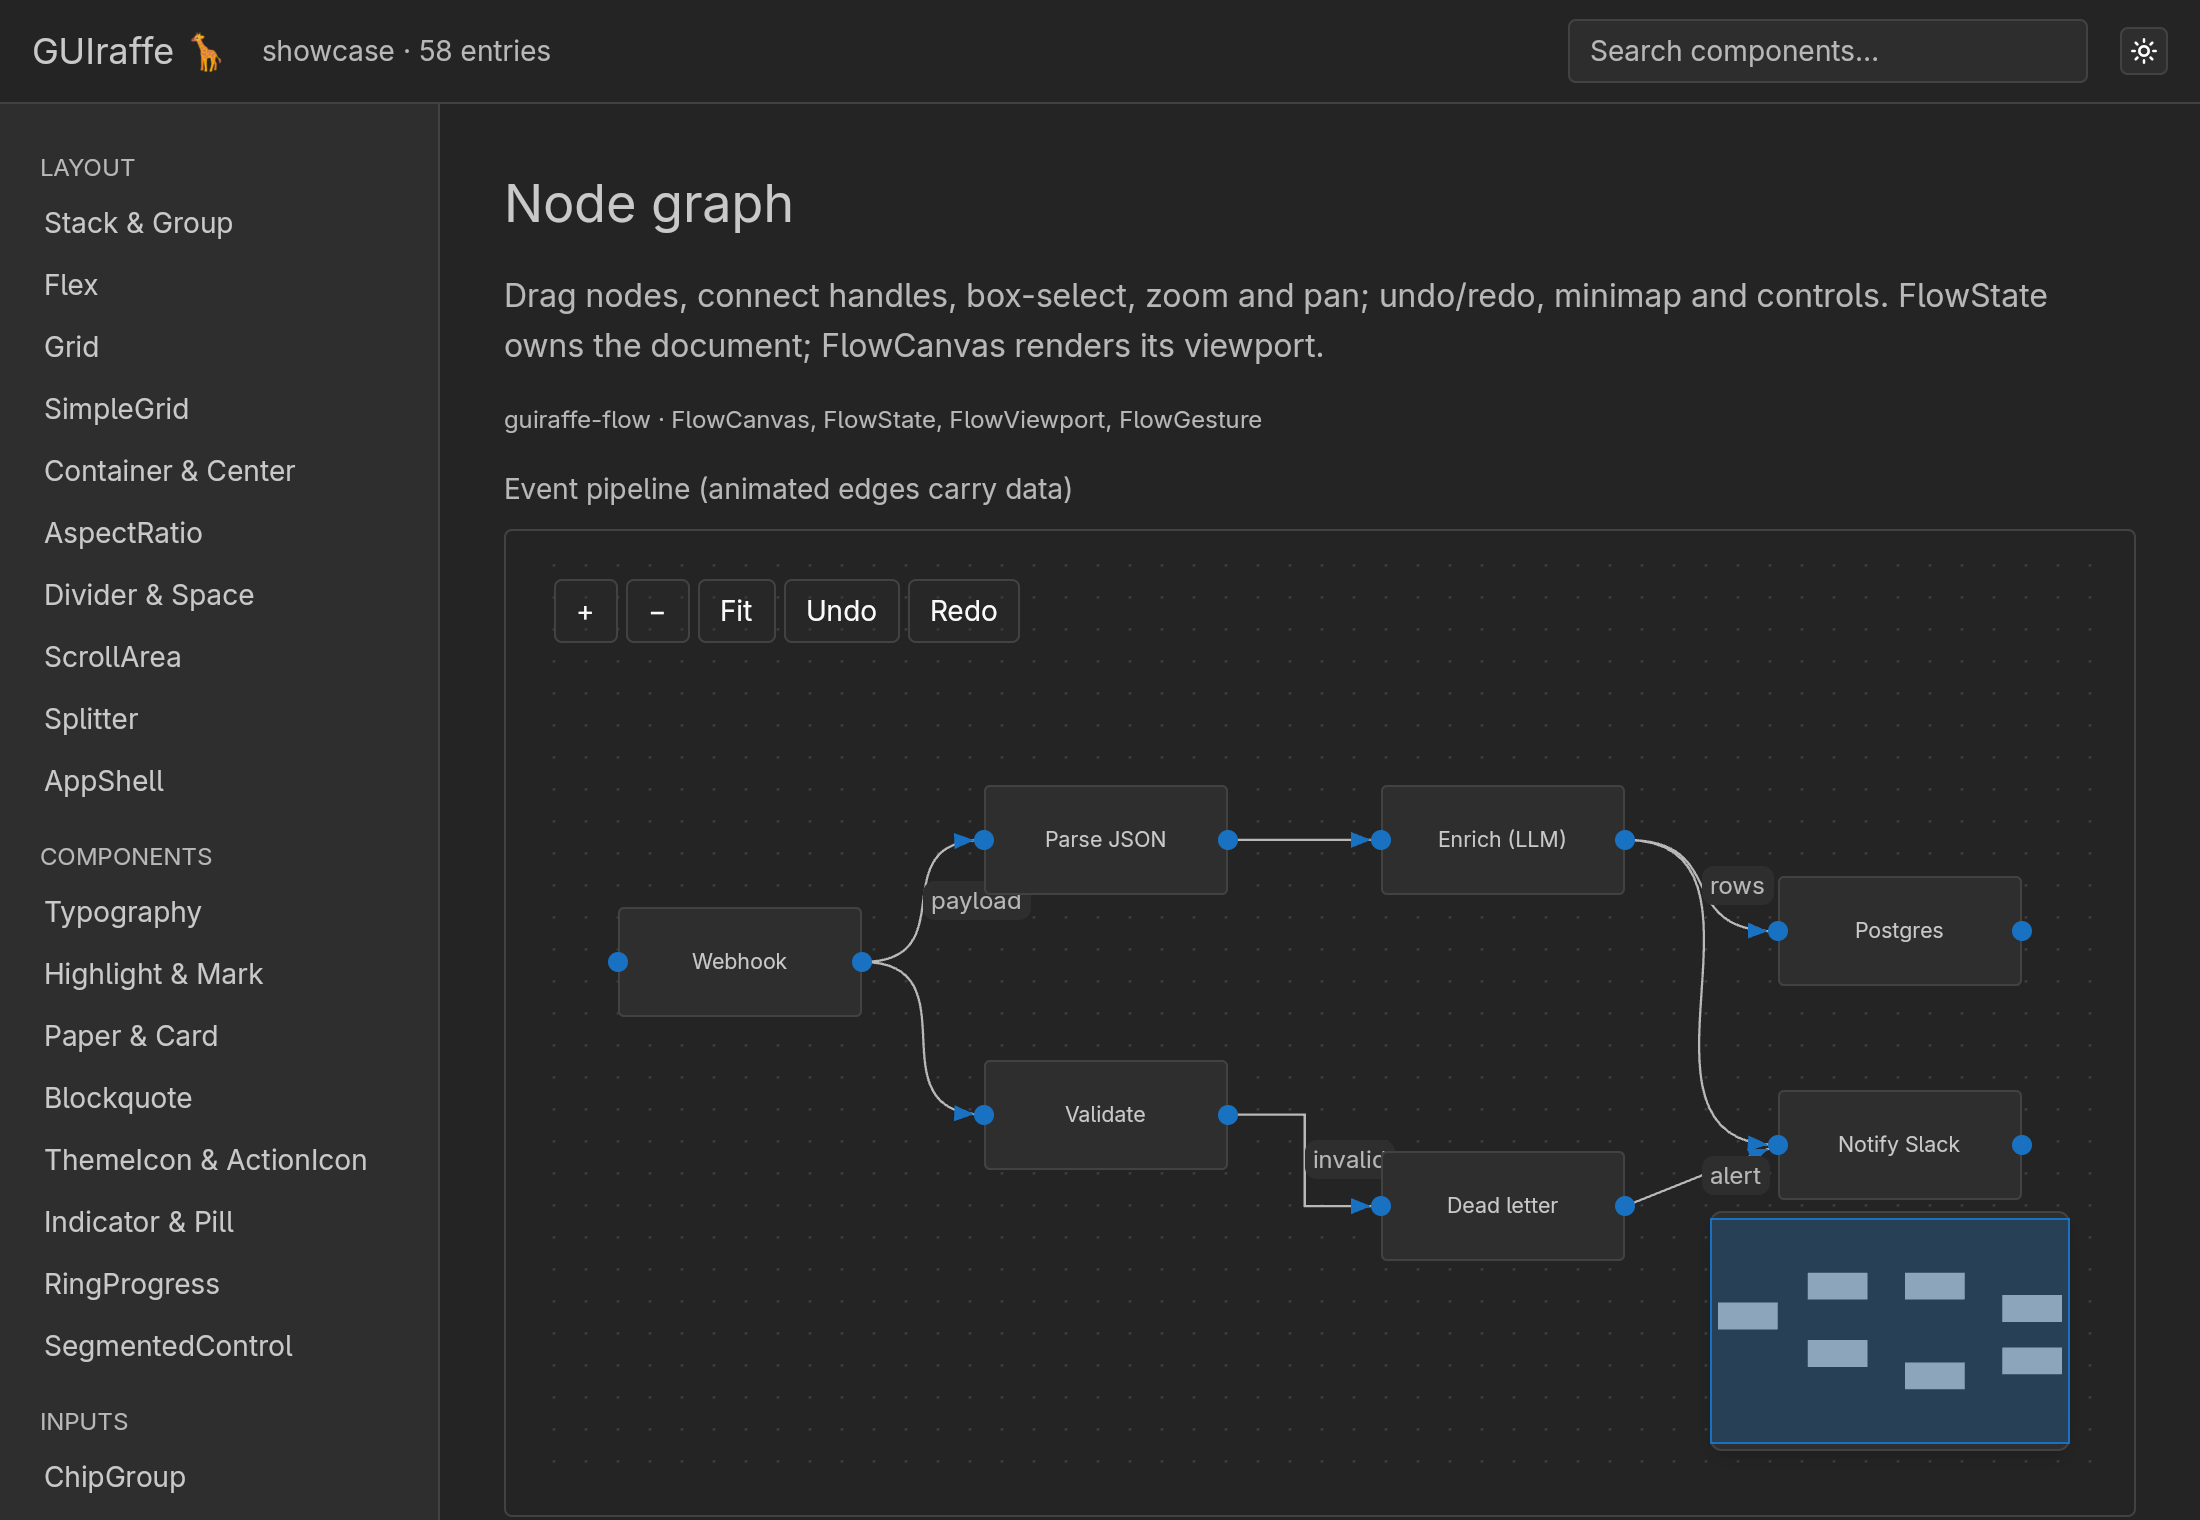 GUIraffe 🦒 showcase · 58 entries
Search components...
LAYOUT
Stack & Group
Flex
Grid
SimpleGrid
Container & Center
AspectRatio
Divider & Space
ScrollArea
Splitter
AppShell
COMPONENTS
Typography
Highlight & Mark
Paper & Card
Blockquote
ThemeIcon & ActionIcon
Indicator & Pill
RingProgress
SegmentedControl
INPUTS
ChipGroup
Node graph
Drag nodes, connect handles, box-select, zoom and pan; undo/redo, minimap and controls. FlowState
owns the document; FlowCanvas renders its viewport.
guiraffe-flow · FlowCanvas, FlowState, FlowViewport, FlowGesture
Event pipeline (animated edges carry data)
+ − Fit Undo Redo
Parse JSON
Enrich (LLM)
rows
payload
Postgres
Webhook
Validate
Notify Slack
invalid
alert
Dead letter